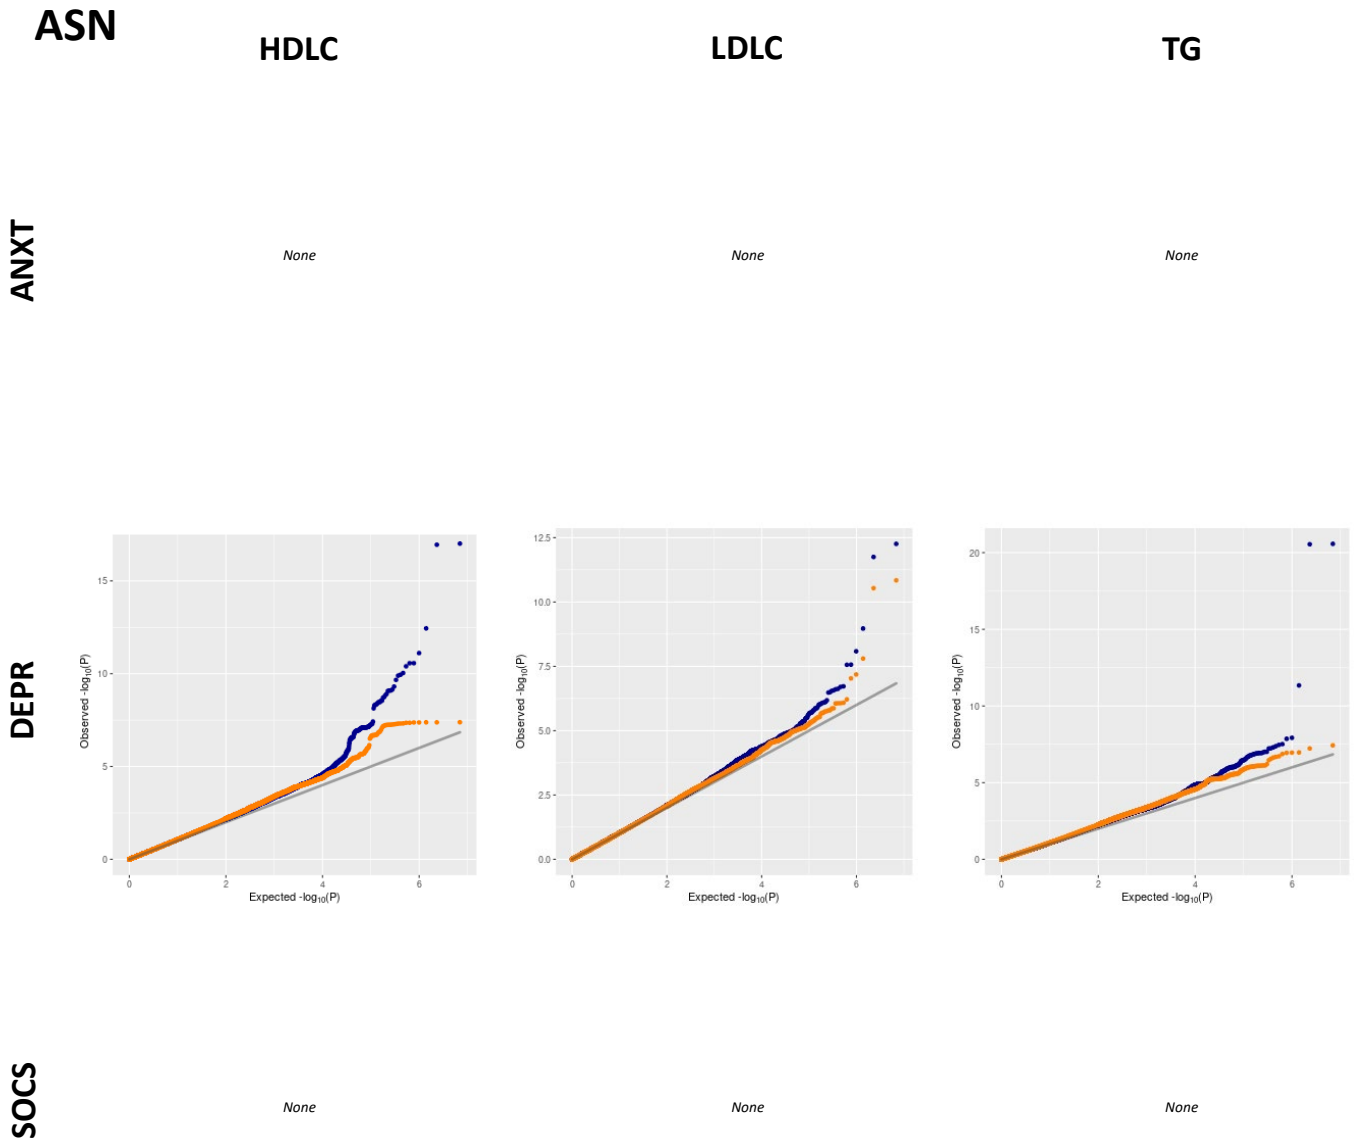 ASN
HDLC
LDLC
TG
ANXT
None
None
None
DEPR
Observed -log₁₀(P)
15
10
5
0
0
2
4
6
Expected -log₁₀(P)
Observed -log₁₀(P)
12.5
10.0
7.5
5.0
2.5
0.0
0
2
4
6
Expected -log₁₀(P)
Observed -log₁₀(P)
20
15
10
5
0
0
2
4
6
Expected -log₁₀(P)
SOCS
None
None
None